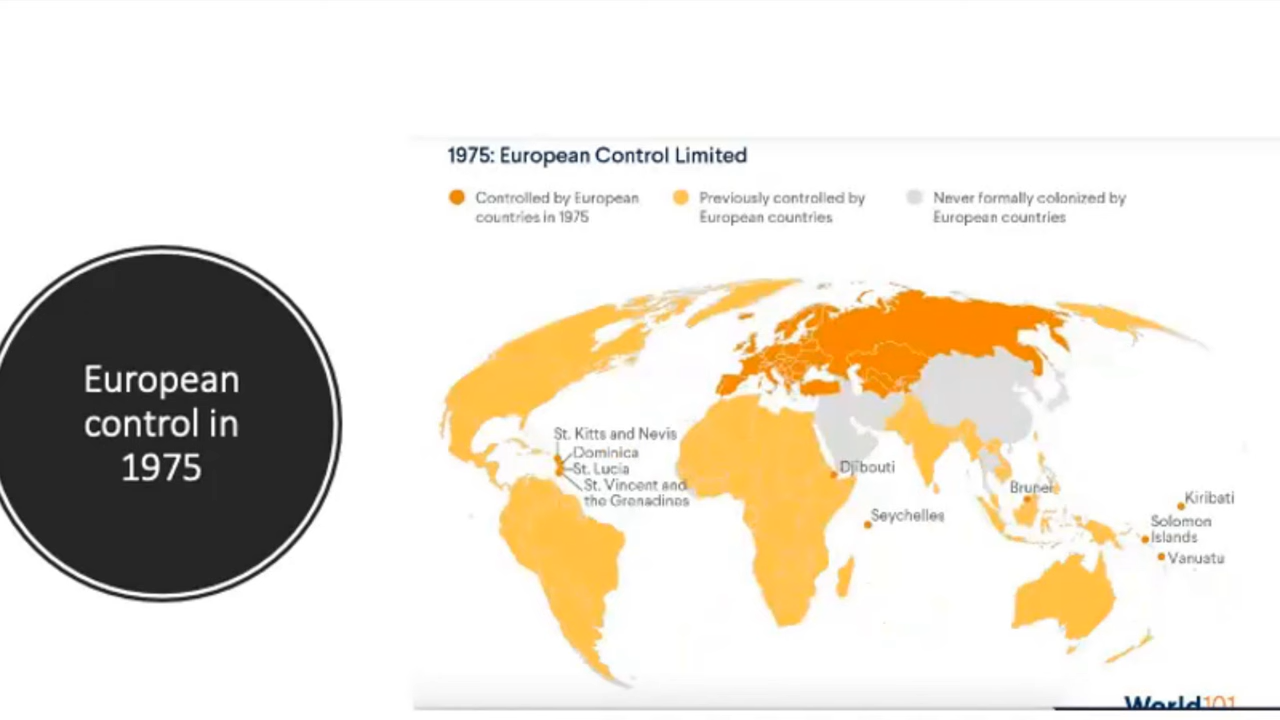 European
control in
1975
1975: European Control Limited
Controlled by European
countries in 1975
Previously controlled by
European countries
Never formally colonized by
European countries
St. Kitts and Nevis
Dominica
St. Lucia
St. Vincent and
the Grenadines
Djibouti
Seychelles
Brunei
Kiribati
Solomon
Islands
Vanuatu
World101